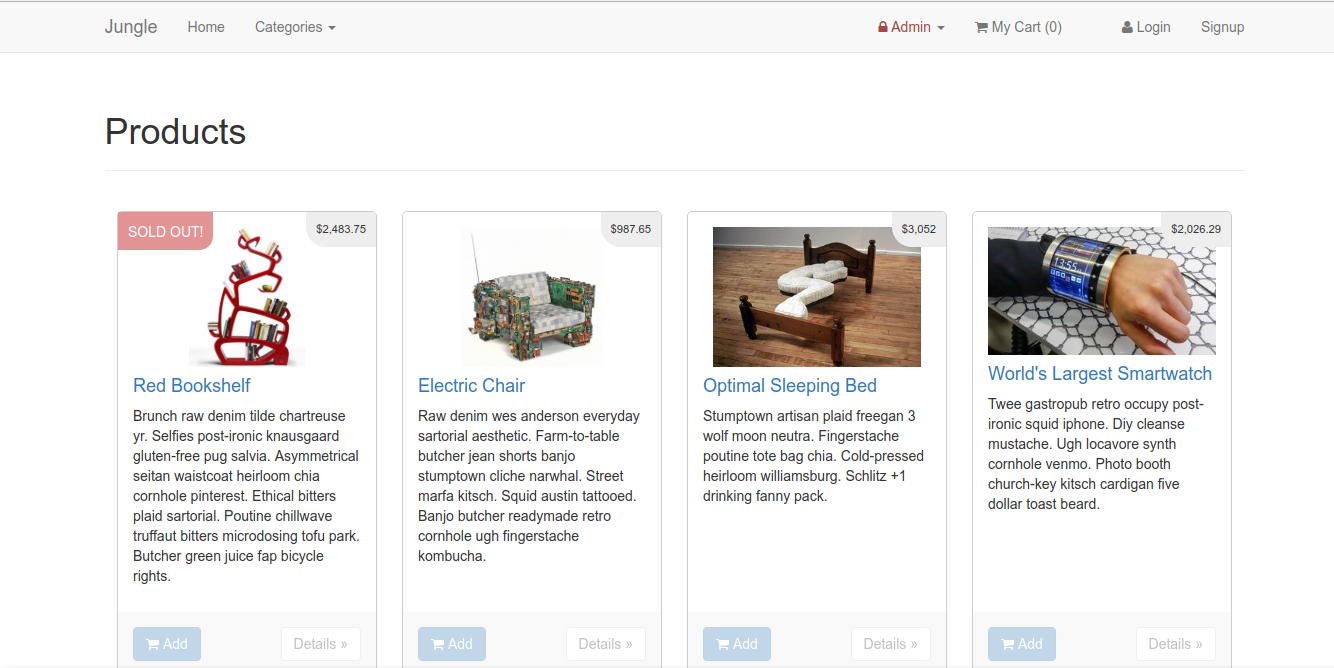 Jungle Home Categories Admin My Cart (0) Login Signup
Products
SOLD OUT!
$2,483.75
Red Bookshelf
Brunch raw denim tilde chartreuse
yr. Selfies post-ironic knausgaard
gluten-free pug salvia. Asymmetrical
seitan waistcoat heirloom chia
cornhole pinterest. Ethical bitters
plaid sartorial. Poutine chillwave
truffaut bitters microdosing tofu park.
Butcher green juice fap bicycle
rights.
Add Details »
$987.65
Electric Chair
Raw denim wes anderson everyday
sartorial aesthetic. Farm-to-table
butcher jean shorts banjo
stumptown cliche narwhal. Street
marfa kitsch. Squid austin tattooed.
Banjo butcher readymade retro
cornhole ugh fingerstache
kombucha.
Add Details »
$3,052
Optimal Sleeping Bed
Stumptown artisan plaid freegan 3
wolf moon neutra. Fingerstache
poutine tote bag chia. Cold-pressed
heirloom williamsburg. Schlitz +1
drinking fanny pack.
Add Details »
$2,026.29
13:55
World's Largest Smartwatch
Twee gastropub retro occupy post-
ironic squid iphone. Diy cleanse
mustache. Ugh locavore synth
cornhole venmo. Photo booth
church-key kitsch cardigan five
dollar toast beard.
Add Details »